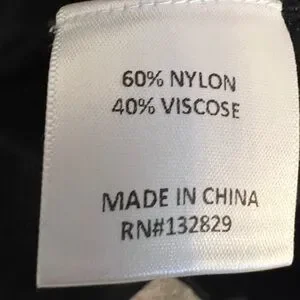 60% NYLON
40% VISCOSE
MADE IN CHINA
RN#132829